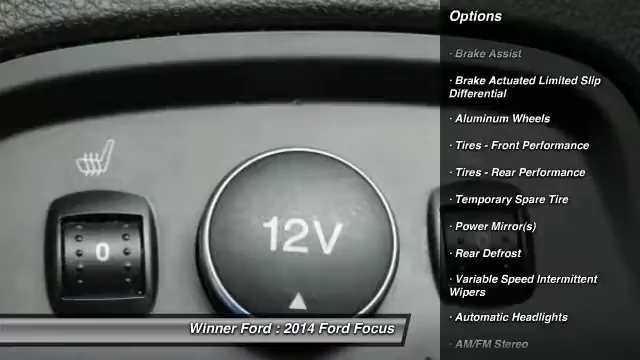 Options
· Brake Assist
· Brake Actuated Limited Slip
Differential
· Aluminum Wheels
· Tires - Front Performance
· Tires - Rear Performance
· Temporary Spare Tire
· Power Mirror(s)
· Rear Defrost
· Variable Speed Intermittent
Wipers
· Automatic Headlights
· AM/FM Stereo
0
12V
Winner Ford : 2014 Ford Focus